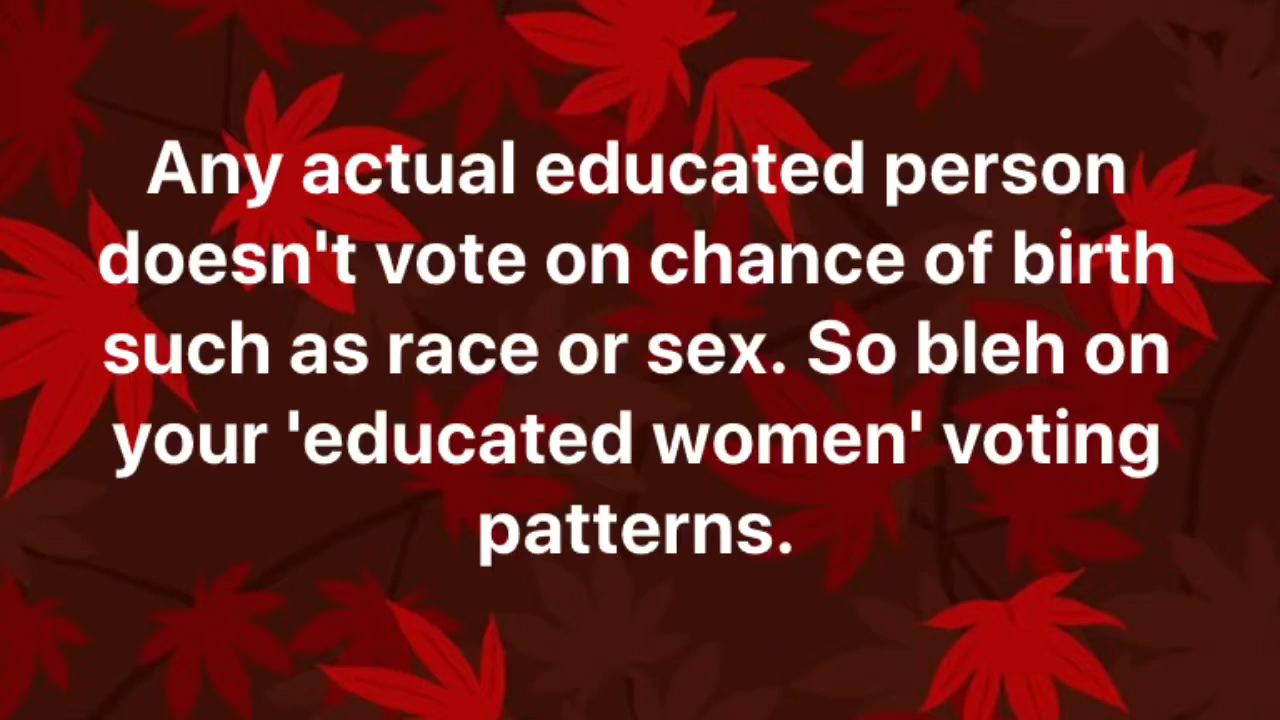 Any actual educated person
doesn't vote on chance of birth
such as race or sex. So bleh on
your 'educated women' voting
patterns.